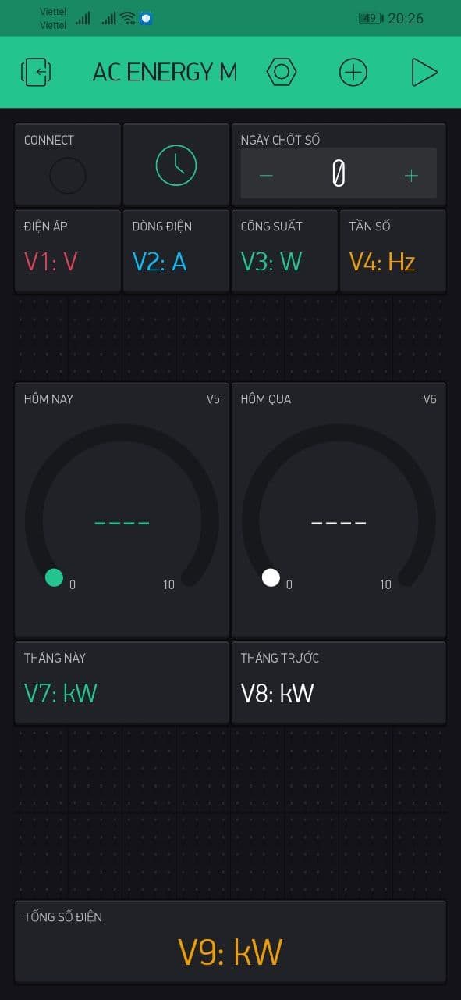 Viettel
Viettel
49
20:26
AC ENERGY M
CONNECT
NGÀY CHỐT SỐ
– 0 +
ĐIỆN ÁP
V1: V
DÒNG ĐIỆN
V2: A
CÔNG SUẤT
V3: W
TẦN SỐ
V4: Hz
HÔM NAY V5
----
0 10
HÔM QUA V6
----
0 10
THÁNG NÀY
V7: kW
THÁNG TRƯỚC
V8: kW
TỔNG SỐ ĐIỆN
V9: kW